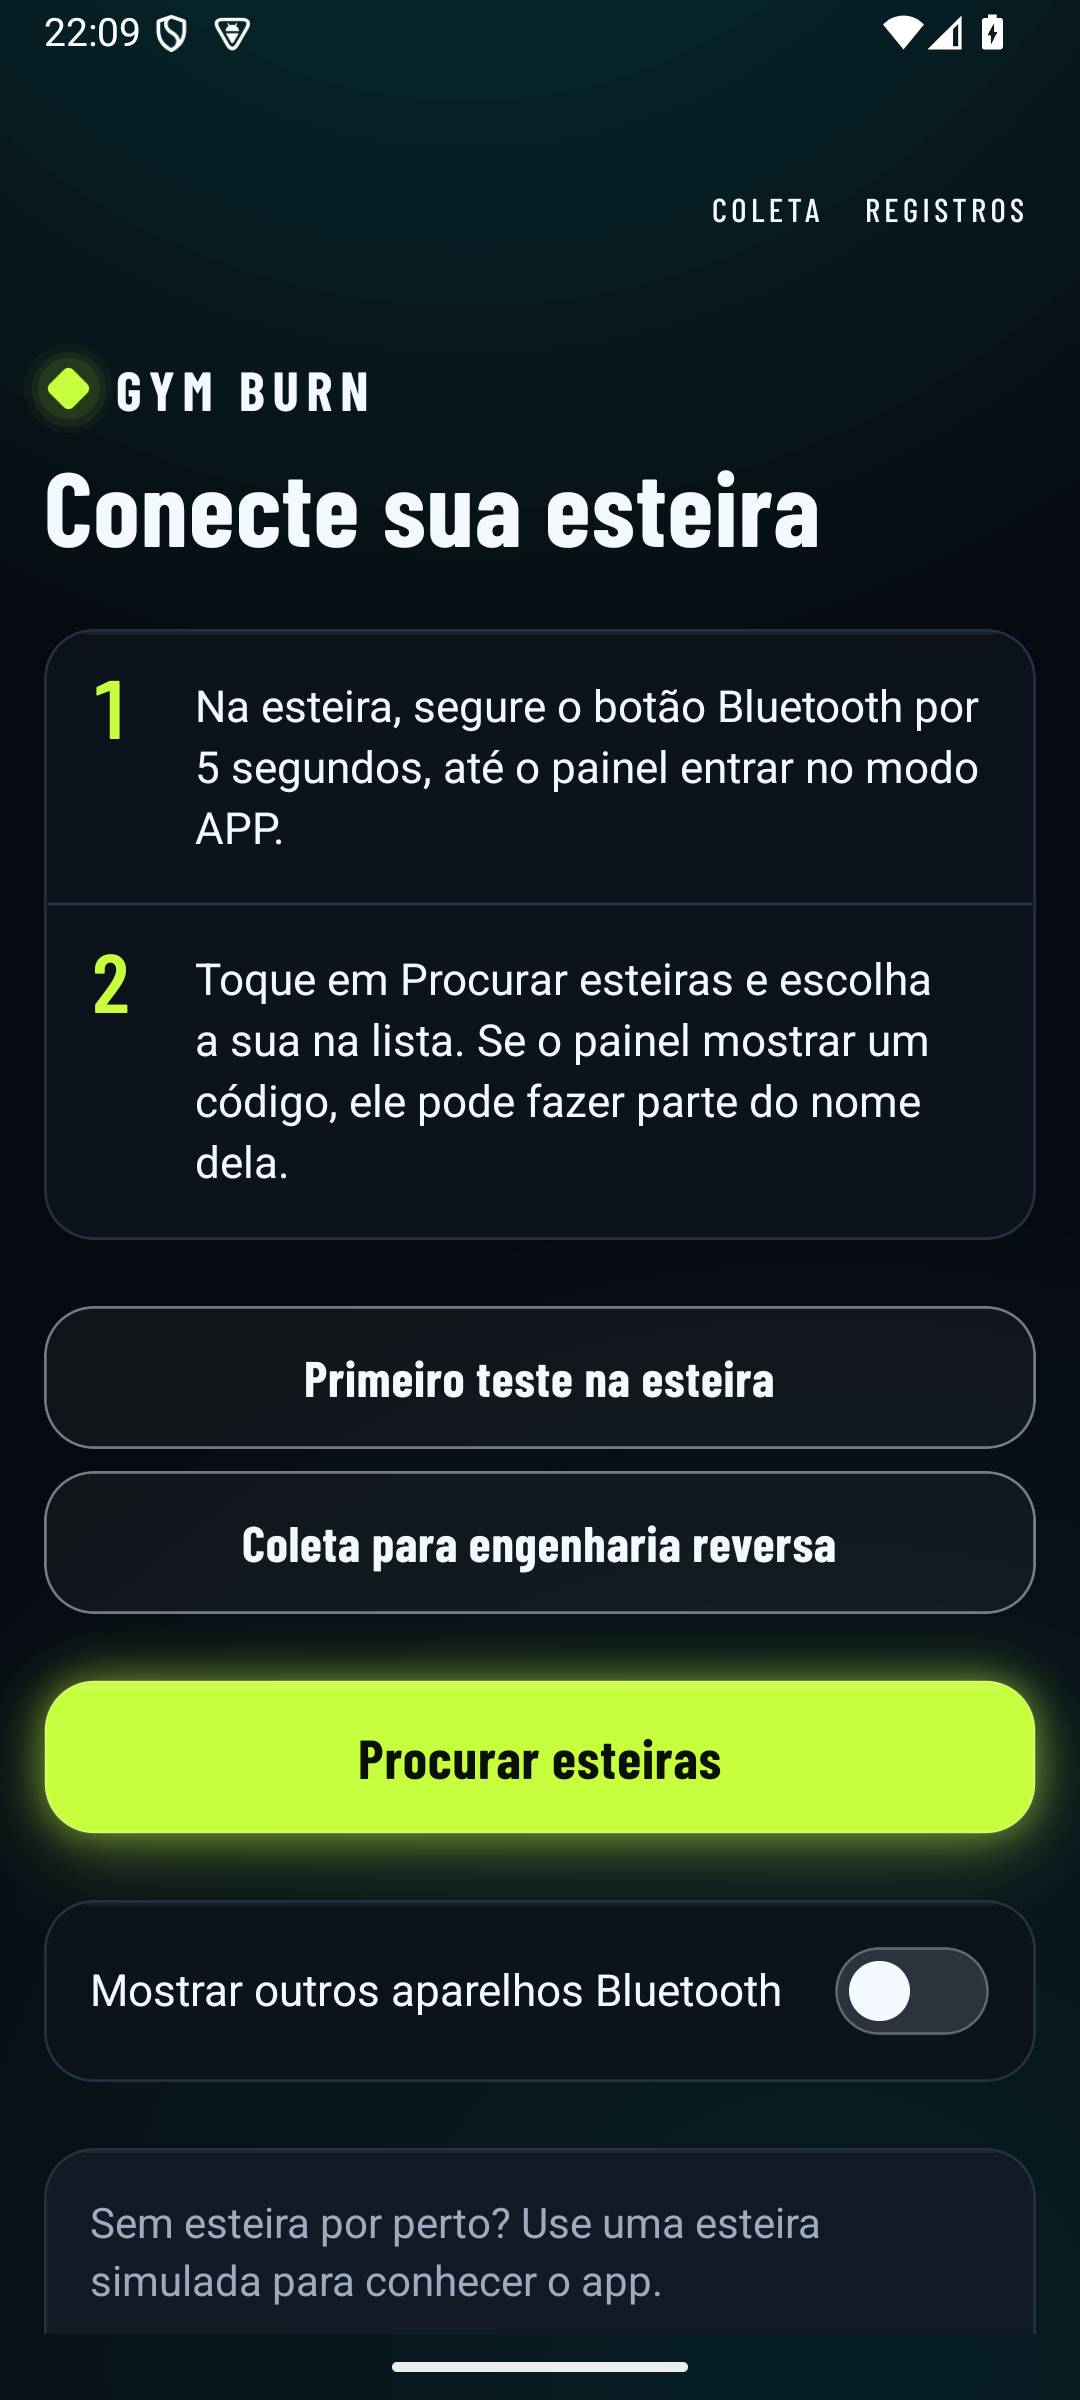 22:09
COLETA REGISTROS
GYM BURN
Conecte sua esteira
1 Na esteira, segure o botão Bluetooth por
5 segundos, até o painel entrar no modo
APP.
2 Toque em Procurar esteiras e escolha
a sua na lista. Se o painel mostrar um
código, ele pode fazer parte do nome
dela.
Primeiro teste na esteira
Coleta para engenharia reversa
Procurar esteiras
Mostrar outros aparelhos Bluetooth
Sem esteira por perto? Use uma esteira
simulada para conhecer o app.